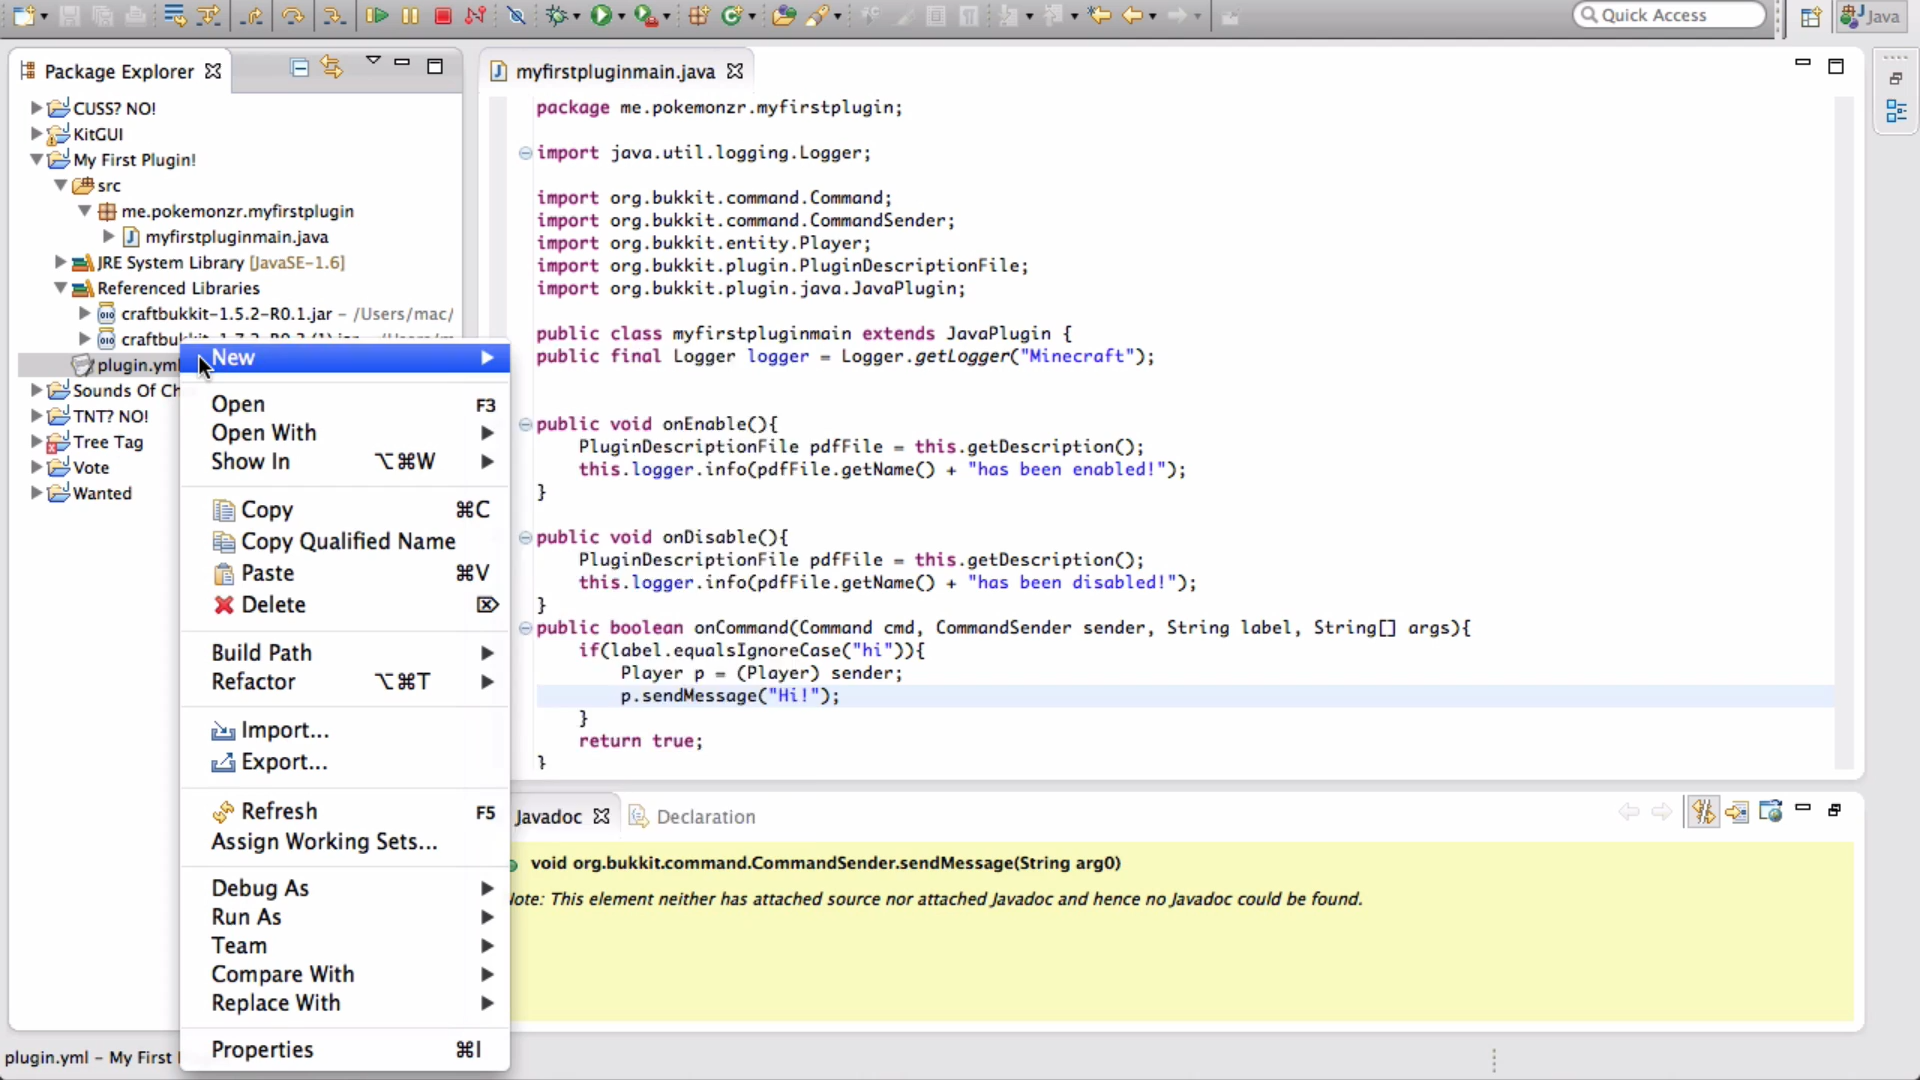 Quick Access
Java
Package Explorer
CUSS? NO!
KitGUI
My First Plugin!
src
me.pokemonzr.myfirstplugin
myfirstpluginmain.java
JRE System Library [JavaSE-1.6]
Referenced Libraries
craftbukkit-1.5.2-R0.1.jar - /Users/mac/
plugin.yml
Sounds Of Ch
TNT? NO!
Tree Tag
Vote
Wanted
New
Open F3
Open With
Show In ⌥⌘W
Copy ⌘C
Copy Qualified Name
Paste ⌘V
Delete
Build Path
Refactor ⌥⌘T
Import...
Export...
Refresh F5
Assign Working Sets...
Debug As
Run As
Team
Compare With
Replace With
Properties ⌘I
myfirstpluginmain.java
package me.pokemonzr.myfirstplugin;
import java.util.logging.Logger;
import org.bukkit.command.Command;
import org.bukkit.command.CommandSender;
import org.bukkit.entity.Player;
import org.bukkit.plugin.PluginDescriptionFile;
import org.bukkit.plugin.java.JavaPlugin;
public class myfirstpluginmain extends JavaPlugin {
public final Logger logger = Logger.getLogger("Minecraft");
public void onEnable(){
PluginDescriptionFile pdfFile = this.getDescription();
this.logger.info(pdfFile.getName() + "has been enabled!");
}
public void onDisable(){
PluginDescriptionFile pdfFile = this.getDescription();
this.logger.info(pdfFile.getName() + "has been disabled!");
}
public boolean onCommand(Command cmd, CommandSender sender, String label, String[] args){
if(label.equalsIgnoreCase("hi")){
Player p = (Player) sender;
p.sendMessage("Hi!");
}
return true;
}
Javadoc
Declaration
void org.bukkit.command.CommandSender.sendMessage(String arg0)
Note: This element neither has attached source nor attached Javadoc and hence no Javadoc could be found.
plugin.yml - My First